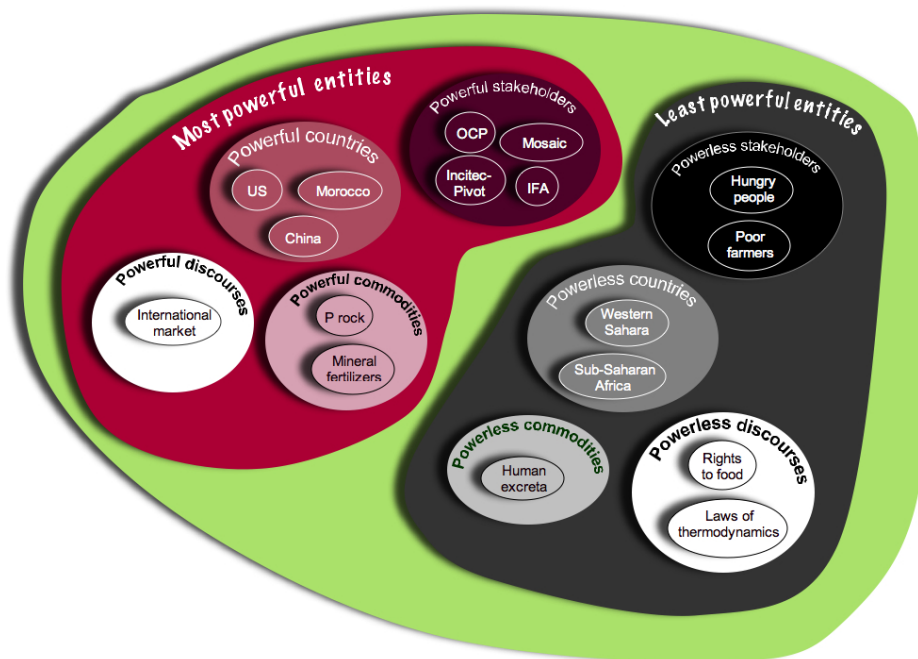 Most powerful entities
Powerful countries
US
Morocco
China
Powerful stakeholders
OCP
Mosaic
Incitec-
Pivot
IFA
Powerful discourses
International
market
Powerful commodities
P rock
Mineral
fertilizers
Least powerful entities
Powerless stakeholders
Hungry
people
Poor
farmers
Powerless countries
Western
Sahara
Sub-Saharan
Africa
Powerless commodities
Human
excreta
Powerless discourses
Rights
to food
Laws of
thermodynamics